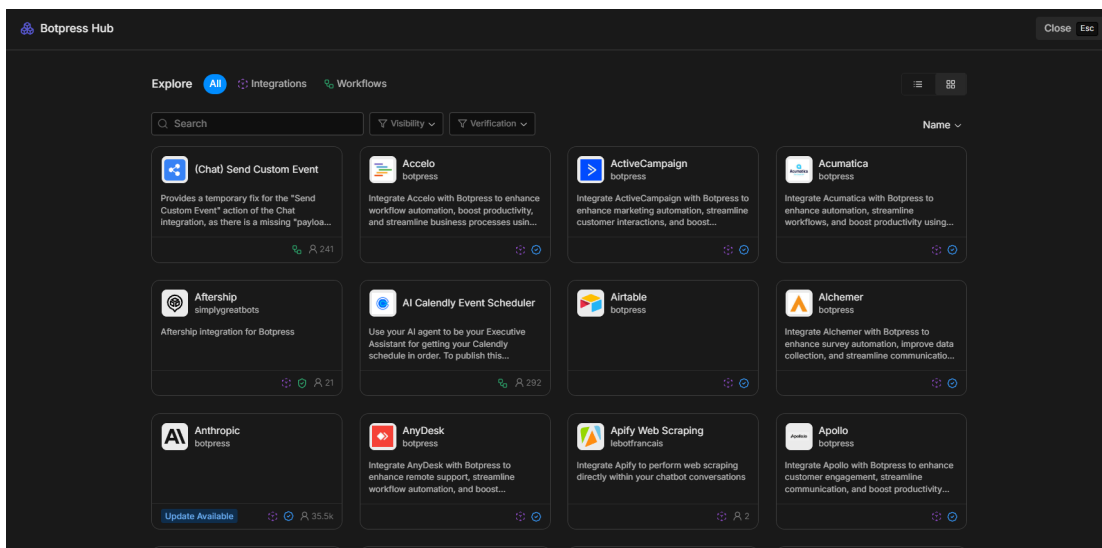 Botpress Hub
Close Esc
Explore All Integrations Workflows
Search
Visibility
Verification
Name
(Chat) Send Custom Event
Provides a temporary fix for the "Send
Custom Event" action of the Chat
integration, as there is a missing "payloa...
241
Accelo
botpress
Integrate Accelo with Botpress to enhance
workflow automation, boost productivity,
and streamline business processes usin...
ActiveCampaign
botpress
Integrate ActiveCampaign with Botpress to
enhance marketing automation, streamline
customer interactions, and boost...
Acumatica
Acumatica
botpress
Integrate Acumatica with Botpress to
enhance automation, streamline
workflows, and boost productivity using...
Aftership
simplygreatbots
Aftership integration for Botpress
21
AI Calendly Event Scheduler
Use your AI agent to be your Executive
Assistant for getting your Calendly
schedule in order. To publish this...
292
Airtable
botpress
Alchemer
botpress
Integrate Alchemer with Botpress to
enhance survey automation, improve data
collection, and streamline communicatio...
Anthropic
botpress
Update Available
35.5k
AnyDesk
botpress
Integrate AnyDesk with Botpress to
enhance remote support, streamline
workflow automation, and boost...
Apify Web Scraping
lebotfrancais
Integrate Apify to perform web scraping
directly within your chatbot conversations
2
Apollo
botpress
Integrate Apollo with Botpress to enhance
customer engagement, streamline
communication, and boost productivity...